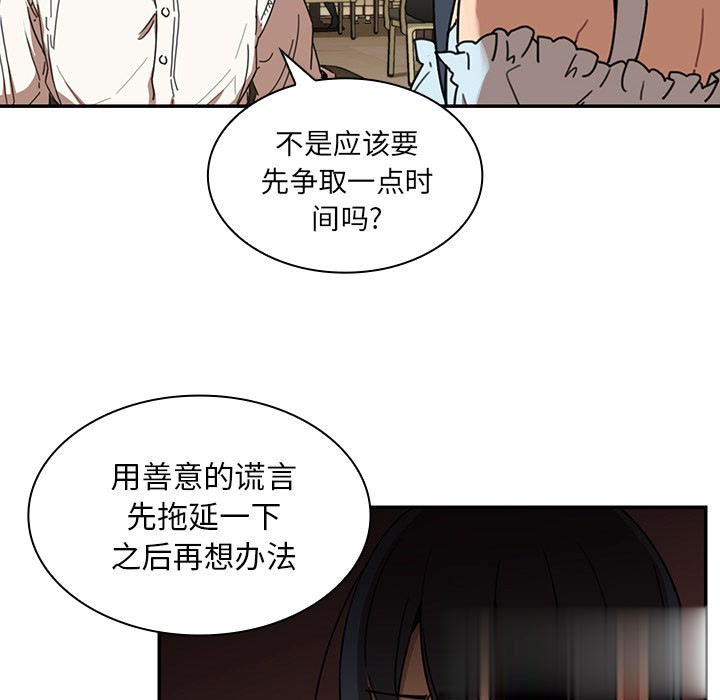 不是应该要
先争取一点时
间吗?
用善意的谎言
先拖延一下
之后再想办法